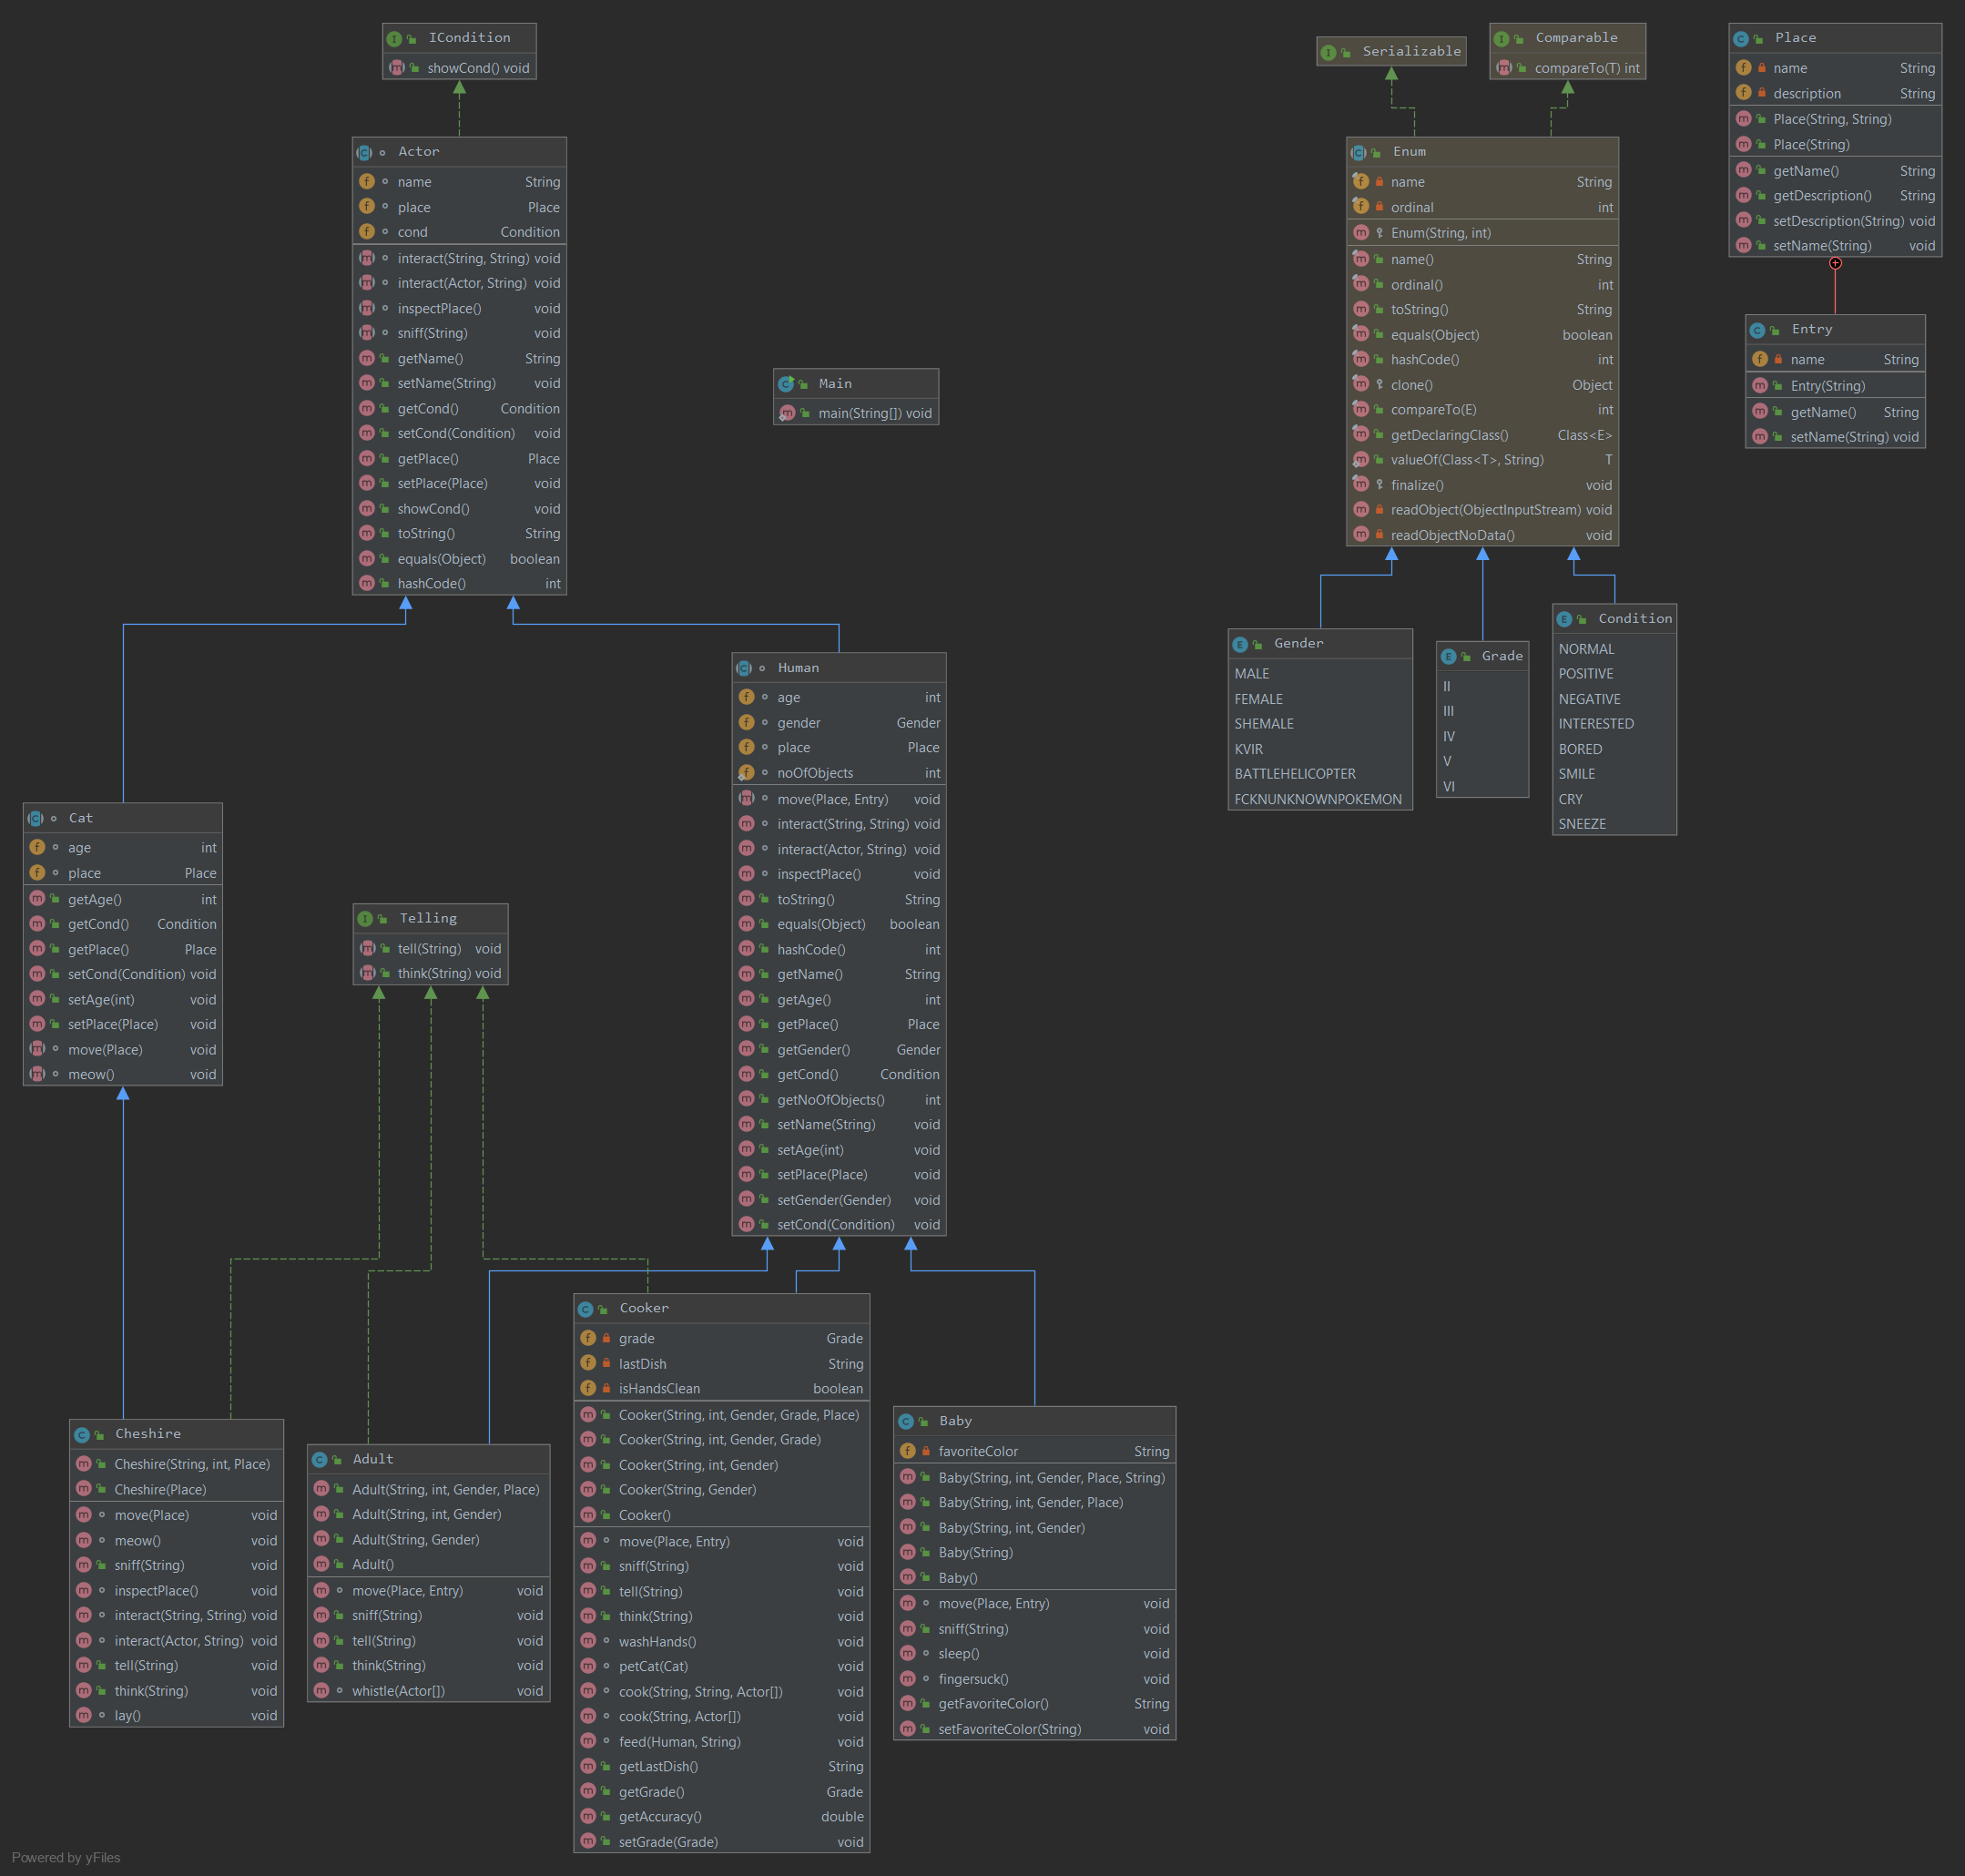 ICondition
showCond() void
Actor
name String
place Place
cond Condition
interact(String, String) void
interact(Actor, String) void
inspectPlace() void
sniff(String) void
getName() String
setName(String) void
getCond() Condition
setCond(Condition) void
getPlace() Place
setPlace(Place) void
showCond() void
toString() String
equals(Object) boolean
hashCode() int
Main
main(String[]) void
Serializable
Comparable
compareTo(T) int
Enum
name String
ordinal int
Enum(String, int)
name() String
ordinal() int
toString() String
equals(Object) boolean
hashCode() int
clone() Object
compareTo(E) int
getDeclaringClass() Class<E>
valueOf(Class<T>, String) T
finalize() void
readObject(ObjectInputStream) void
readObjectNoData() void
Place
name String
description String
Place(String, String)
Place(String)
getName() String
getDescription() String
setDescription(String) void
setName(String) void
Entry
name String
Entry(String)
getName() String
setName(String) void
Gender
MALE
FEMALE
SHEMALE
KVIR
BATTLEHELICOPTER
FCKNUNKNOWNPOKEMON
Grade
II
III
IV
V
VI
Condition
NORMAL
POSITIVE
NEGATIVE
INTERESTED
BORED
SMILE
CRY
SNEEZE
Human
age int
gender Gender
place Place
noOfObjects int
move(Place, Entry) void
interact(String, String) void
interact(Actor, String) void
inspectPlace() void
toString() String
equals(Object) boolean
hashCode() int
getName() String
getAge() int
getPlace() Place
getGender() Gender
getCond() Condition
getNoOfObjects() int
setName(String) void
setAge(int) void
setPlace(Place) void
setGender(Gender) void
setCond(Condition) void
Cat
age int
place Place
getAge() int
getCond() Condition
getPlace() Place
setCond(Condition) void
setAge(int) void
setPlace(Place) void
move(Place) void
meow() void
Telling
tell(String) void
think(String) void
Cheshire
Cheshire(String, int, Place)
Cheshire(Place)
move(Place) void
meow() void
sniff(String) void
inspectPlace() void
interact(String, String) void
interact(Actor, String) void
tell(String) void
think(String) void
lay() void
Adult
Adult(String, int, Gender, Place)
Adult(String, int, Gender)
Adult(String, Gender)
Adult()
move(Place, Entry) void
sniff(String) void
tell(String) void
think(String) void
whistle(Actor[]) void
Cooker
grade Grade
lastDish String
isHandsClean boolean
Cooker(String, int, Gender, Grade, Place)
Cooker(String, int, Gender, Grade)
Cooker(String, int, Gender)
Cooker(String, Gender)
Cooker()
move(Place, Entry) void
sniff(String) void
tell(String) void
think(String) void
washHands() void
petCat(Cat) void
cook(String, String, Actor[]) void
cook(String, Actor[]) void
feed(Human, String) void
getLastDish() String
getGrade() Grade
getAccuracy() double
setGrade(Grade) void
Baby
favoriteColor String
Baby(String, int, Gender, Place, String)
Baby(String, int, Gender, Place)
Baby(String, int, Gender)
Baby(String)
Baby()
move(Place, Entry) void
sniff(String) void
sleep() void
fingersuck() void
getFavoriteColor() String
setFavoriteColor(String) void
Powered by yFiles